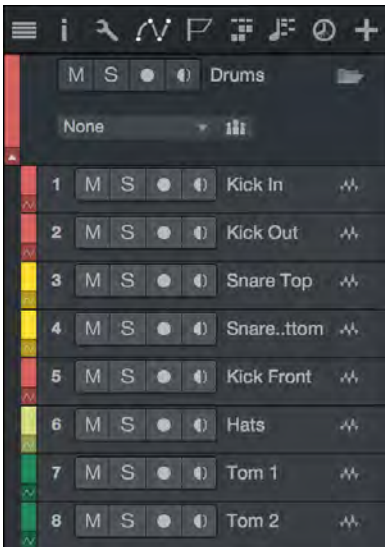 M S Drums
None
1 M S Kick In
2 M S Kick Out
3 M S Snare Top
4 M S Snare..ttom
5 M S Kick Front
6 M S Hats
7 M S Tom 1
8 M S Tom 2